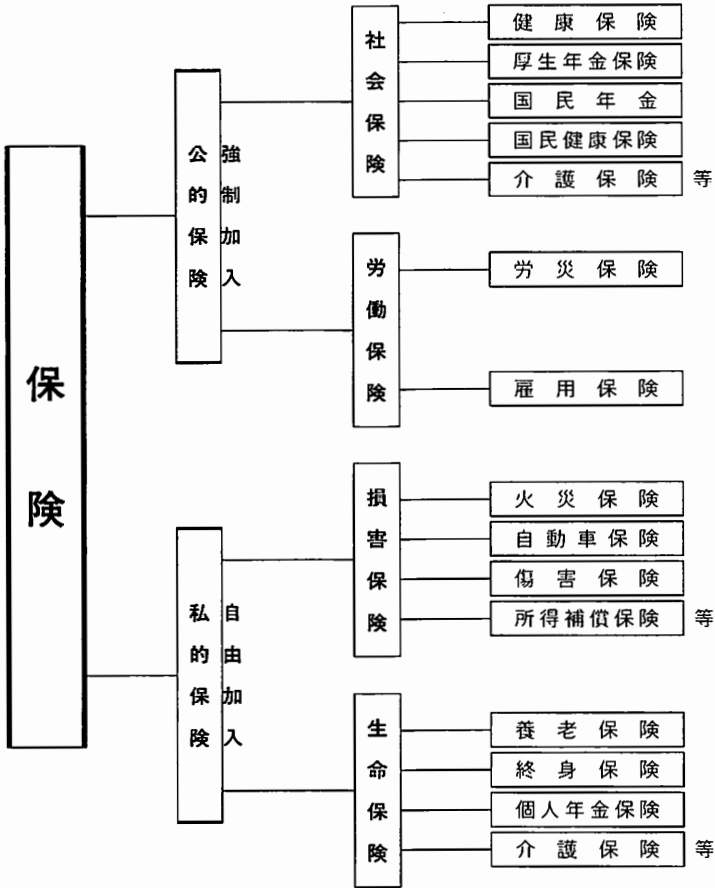 保険
公的保険
強制加入
社会保険
健康保険
厚生年金保険
国民年金
国民健康保険
介護保険 等
労働保険
労災保険
雇用保険
私的保険
自由加入
損害保険
火災保険
自動車保険
傷害保険
所得補償保険 等
生命保険
養老保険
終身保険
個人年金保険
介護保険 等